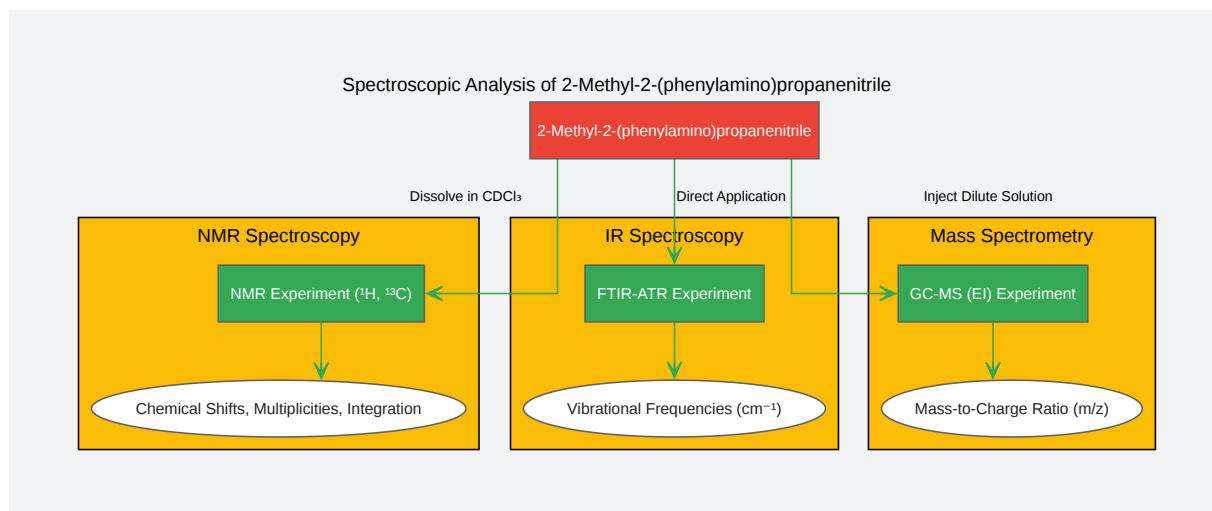 Spectroscopic Analysis of 2-Methyl-2-(phenylamino)propanenitrile
2-Methyl-2-(phenylamino)propanenitrile
Dissolve in CDCl₃
Direct Application
Inject Dilute Solution
NMR Spectroscopy
IR Spectroscopy
Mass Spectrometry
NMR Experiment (¹H, ¹³C)
FTIR-ATR Experiment
GC-MS (EI) Experiment
Chemical Shifts, Multiplicities, Integration
Vibrational Frequencies (cm⁻¹)
Mass-to-Charge Ratio (m/z)